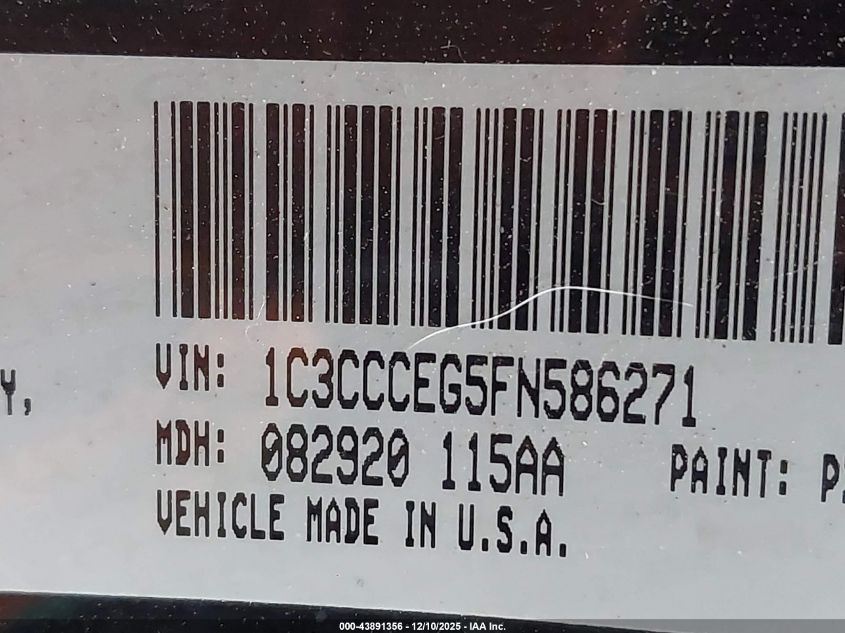 Y,
VIN: 1C3CCCEG5FN586271
MDH: 082920 115AA PAINT:
VEHICLE MADE IN U.S.A.
000-43891356 - 12/10/2025 - IAA Inc.